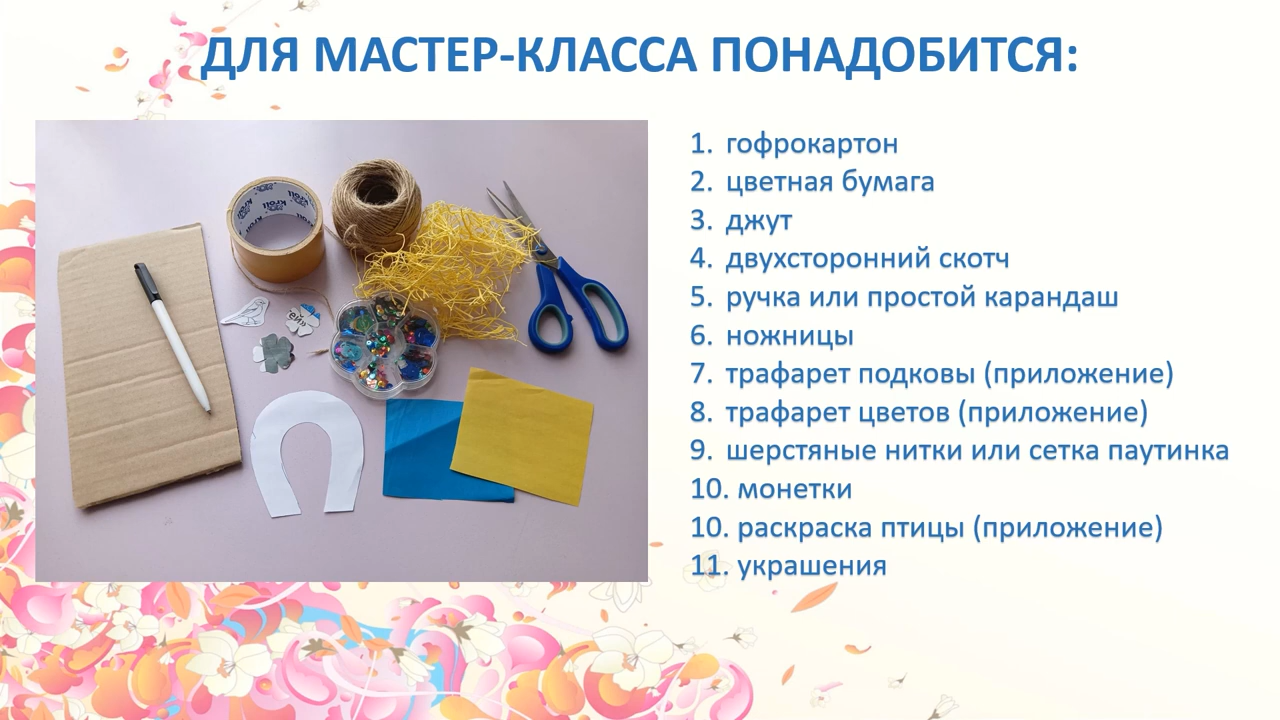 ДЛЯ МАСТЕР-КЛАССА ПОНАДОБИТСЯ:
1. гофрокартон
2. цветная бумага
3. джут
4. двухсторонний скотч
5. ручка или простой карандаш
6. ножницы
7. трафарет подковы (приложение)
8. трафарет цветов (приложение)
9. шерстяные нитки или сетка паутинка
10. монетки
10. раскраска птицы (приложение)
11. украшения
kroll